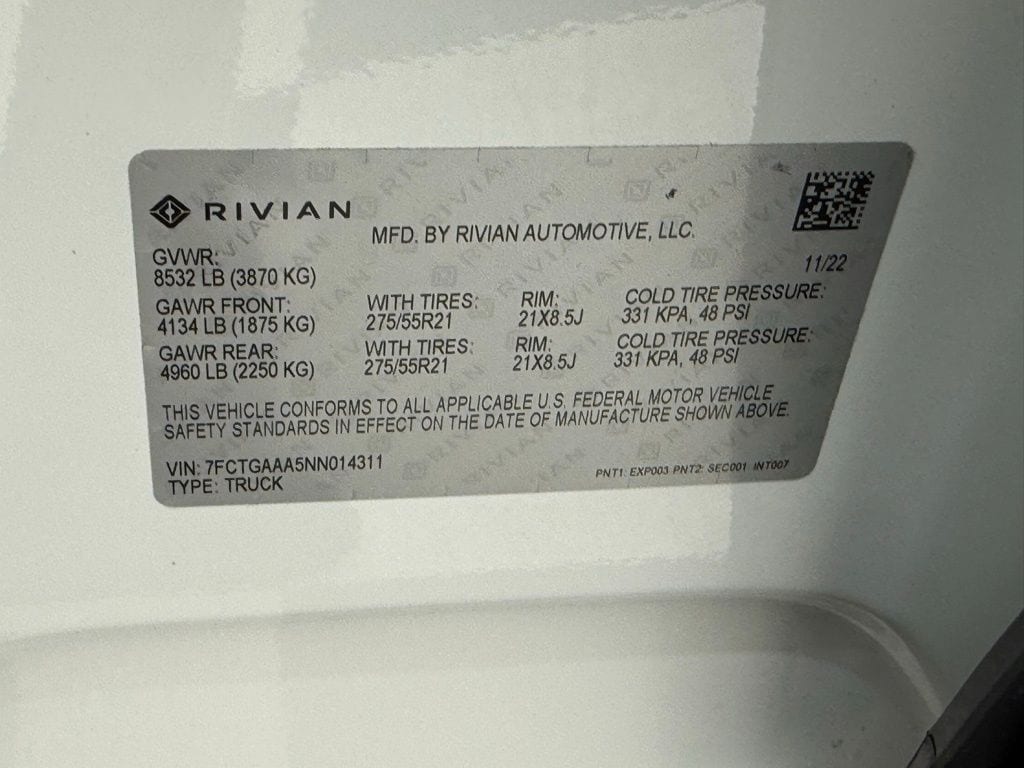 RIVIAN
MFD. BY RIVIAN AUTOMOTIVE, LLC.
11/22
GVWR:
8532 LB (3870 KG)
GAWR FRONT: WITH TIRES: RIM: COLD TIRE PRESSURE:
4134 LB (1875 KG) 275/55R21 21X8.5J 331 KPA, 48 PSI
GAWR REAR: WITH TIRES: RIM: COLD TIRE PRESSURE:
4960 LB (2250 KG) 275/55R21 21X8.5J 331 KPA, 48 PSI
THIS VEHICLE CONFORMS TO ALL APPLICABLE U.S. FEDERAL MOTOR VEHICLE
SAFETY STANDARDS IN EFFECT ON THE DATE OF MANUFACTURE SHOWN ABOVE.
VIN: 7FCTGAAA5NN014311
TYPE: TRUCK
PNT1: EXP003 PNT2: SEC001 INT007